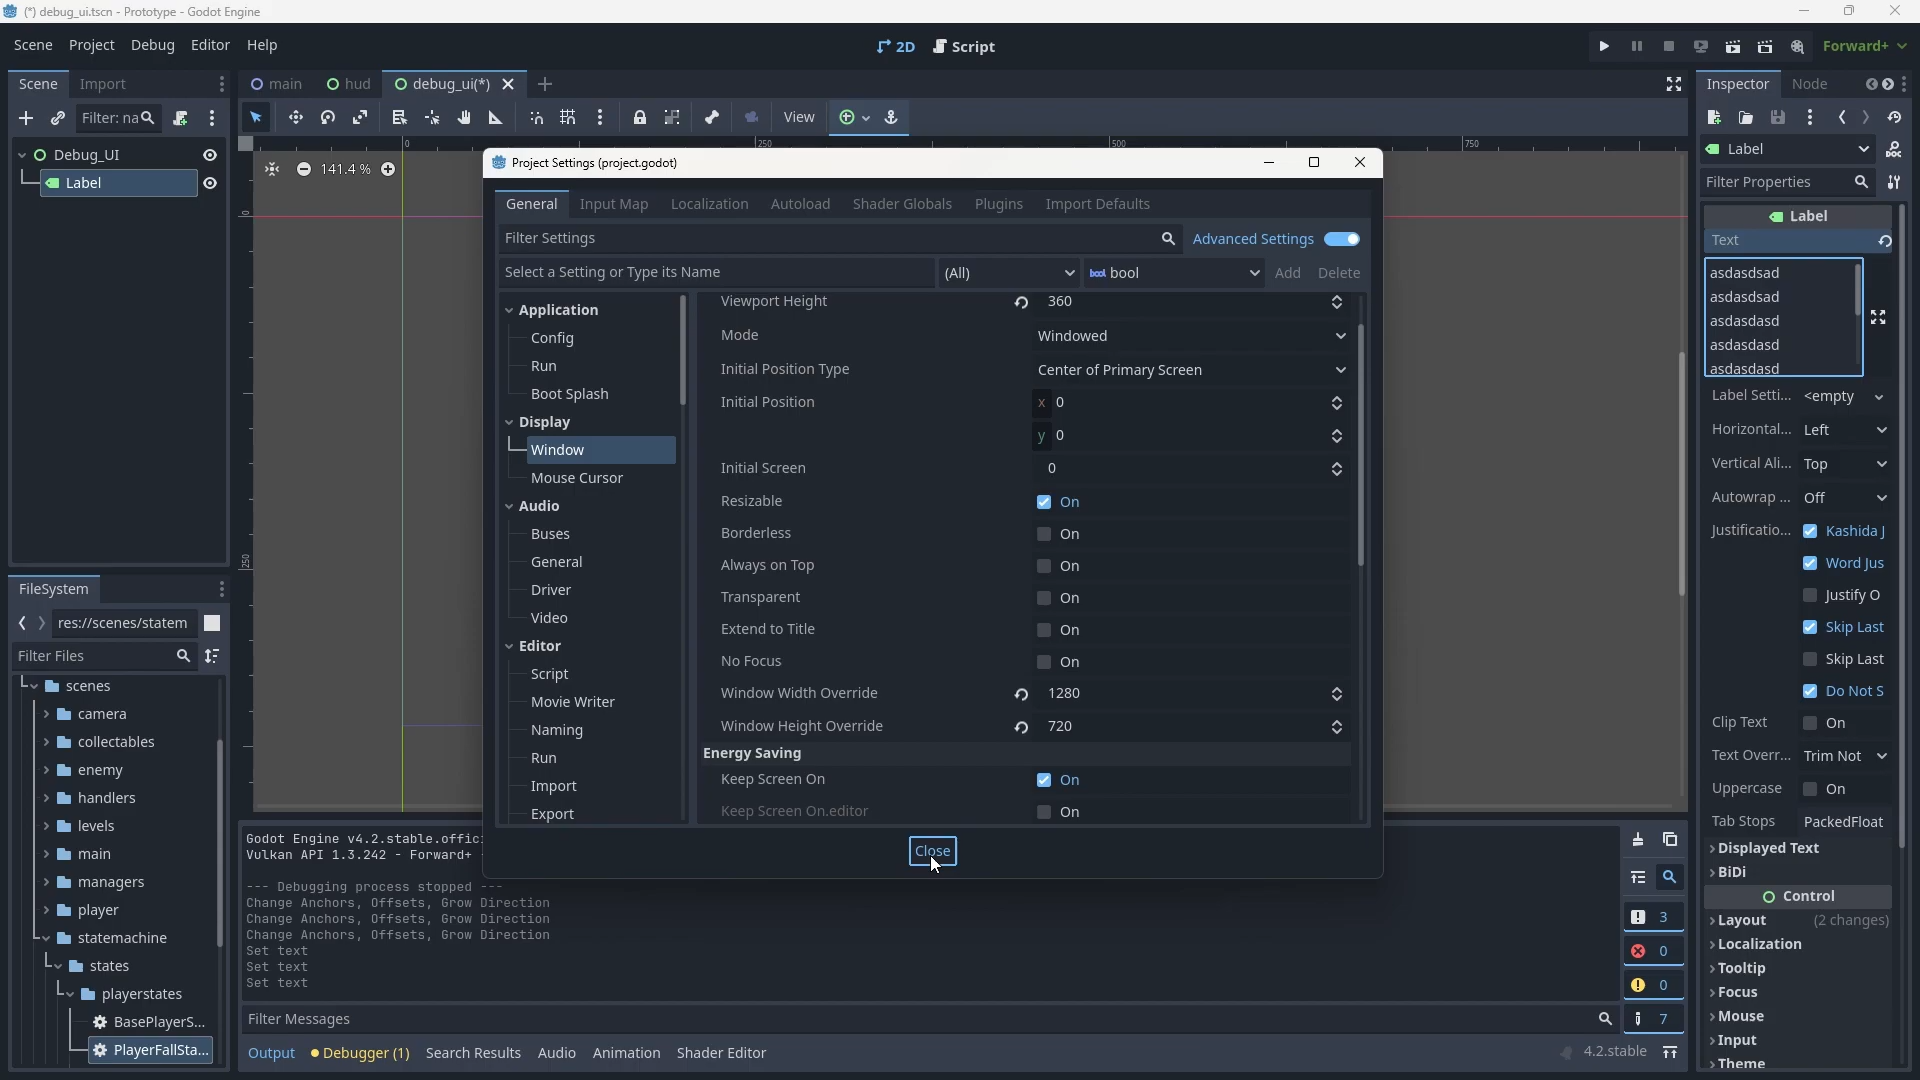 (*) debug_ui.tscn - Prototype - Godot Engine
Scene Project Debug Editor Help
2D Script
Forward+
Scene Import
main hud debug_ui(*)
Filter: na
View
Debug_UI
Label
141.4 %
0 250 500 750
0
250
Project Settings (project.godot)
General Input Map Localization Autoload Shader Globals Plugins Import Defaults
Filter Settings
Advanced Settings
Select a Setting or Type its Name
(All)
bool bool
Add Delete
Application
Config
Run
Boot Splash
Display
Window
Mouse Cursor
Audio
Buses
General
Driver
Video
Editor
Script
Movie Writer
Naming
Run
Import
Export
Viewport Height 360
Mode Windowed
Initial Position Type Center of Primary Screen
Initial Position x 0
y 0
Initial Screen 0
Resizable On
Borderless On
Always on Top On
Transparent On
Extend to Title On
No Focus On
Window Width Override 1280
Window Height Override 720
Energy Saving
Keep Screen On On
Keep Screen On.editor On
Close
FileSystem
res://scenes/statem
Filter Files
scenes
camera
collectables
enemy
handlers
levels
main
managers
player
statemachine
states
playerstates
BasePlayerS...
PlayerFallSta...
Godot Engine v4.2.stable.offici
Vulkan API 1.3.242 - Forward+ -
--- Debugging process stopped ---
Change Anchors, Offsets, Grow Direction
Change Anchors, Offsets, Grow Direction
Change Anchors, Offsets, Grow Direction
Set text
Set text
Set text
Filter Messages
3
0
0
7
Output Debugger (1) Search Results Audio Animation Shader Editor
4.2.stable
Inspector Node
Label
Filter Properties
Label
Text
asdasdsad
asdasdsad
asdasdasd
asdasdasd
asdasdasd
Label Setti... <empty
Horizontal... Left
Vertical Ali... Top
Autowrap ... Off
Justificatio... Kashida J
Word Jus
Justify O
Skip Last
Skip Last
Do Not S
Clip Text On
Text Overr... Trim Not
Uppercase On
Tab Stops PackedFloat
Displayed Text
BiDi
Control
Layout (2 changes)
Localization
Tooltip
Focus
Mouse
Input
Theme